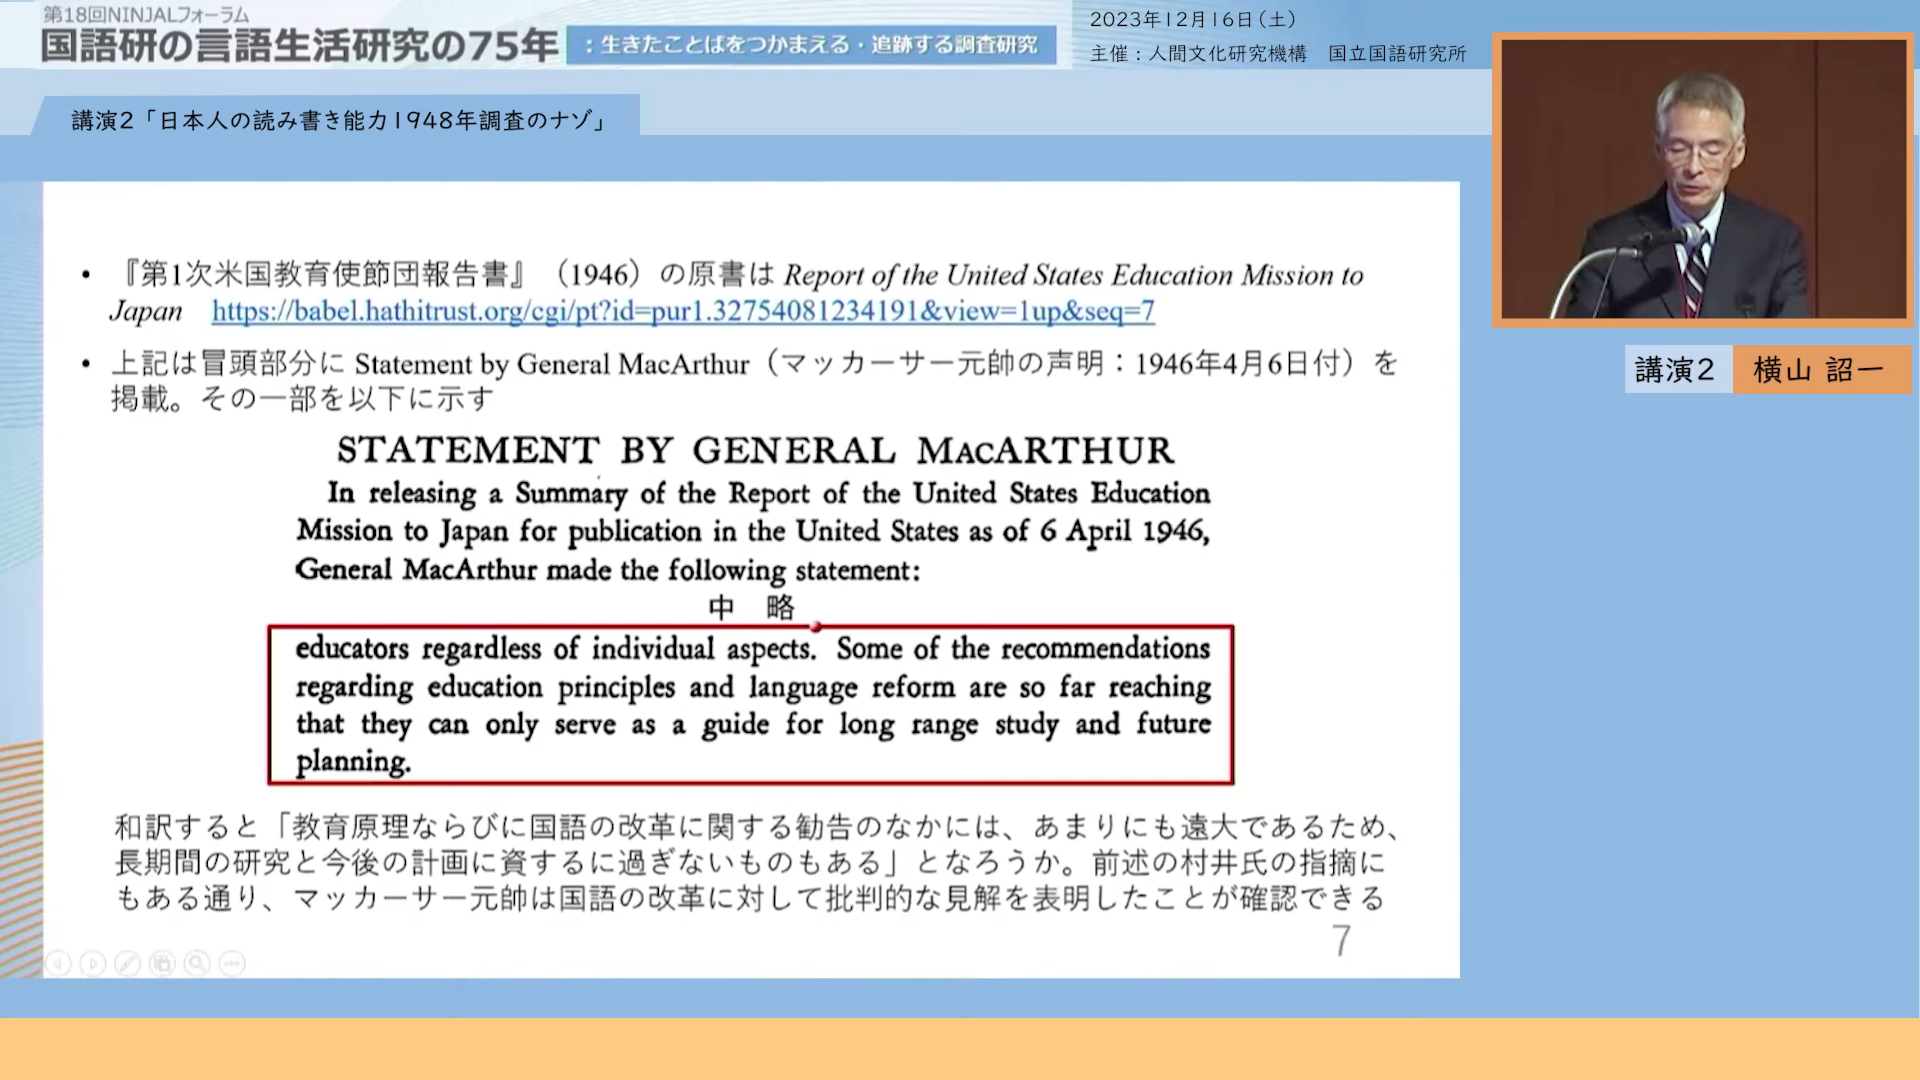 第18回NINJALフォーラム
国語研の言語生活研究の75年
：生きたことばをつかまえる・追跡する調査研究
2023年12月16日（土）
主催：人間文化研究機構　国立国語研究所
講演2「日本人の読み書き能力1948年調査のナゾ」
• 『第1次米国教育使節団報告書』（1946）の原書は Report of the United States Education Mission to
Japan　https://babel.hathitrust.org/cgi/pt?id=pur1.32754081234191&view=1up&seq=7
• 上記は冒頭部分に Statement by General MacArthur（マッカーサー元帥の声明：1946年4月6日付）を
掲載。その一部を以下に示す
STATEMENT BY GENERAL MacARTHUR
In releasing a Summary of the Report of the United States Education
Mission to Japan for publication in the United States as of 6 April 1946,
General MacArthur made the following statement:
中　略
educators regardless of individual aspects. Some of the recommendations
regarding education principles and language reform are so far reaching
that they can only serve as a guide for long range study and future
planning.
和訳すると「教育原理ならびに国語の改革に関する勧告のなかには、あまりにも遠大であるため、
長期間の研究と今後の計画に資するに過ぎないものもある」となろうか。前述の村井氏の指摘に
もある通り、マッカーサー元帥は国語の改革に対して批判的な見解を表明したことが確認できる
7
講演2　横山 詔一